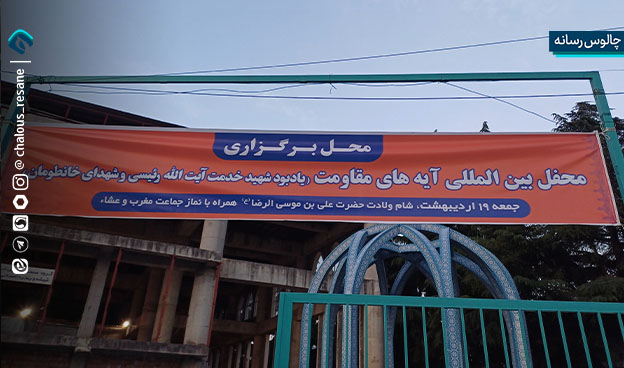 چالوس رسانه
@ chalous_resane
محل برگزاری
محفل بین المللی آیه های مقاومت (یادبود شهید خدمت آیت الله رئیسی و شهدای خانطومان
جمعه ۱۹ اردیبهشت، شام ولادت حضرت علی بن موسی الرضا "ع" همراه با نماز جماعت مغرب و عشاء